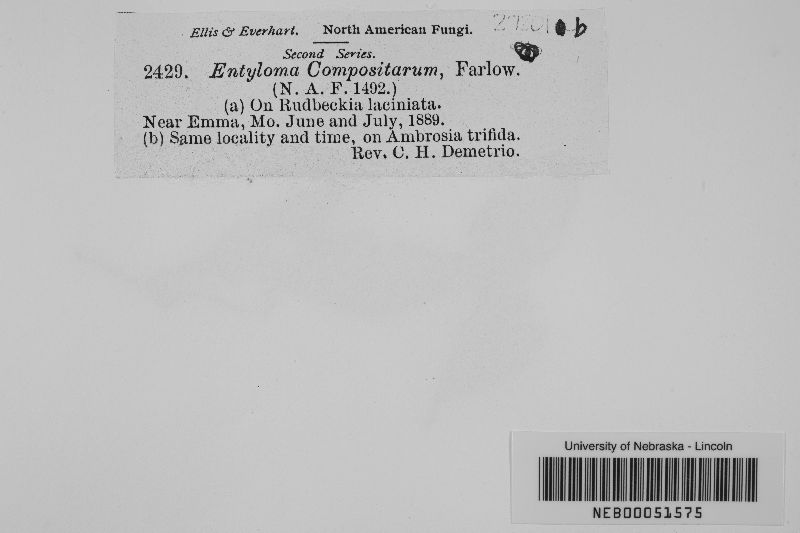 Ellis & Everhart. North American Fungi. b
Second Series.
2429. Entyloma Compositarum, Farlow.
(N. A. F. 1492.)
(a) On Rudbeckia laciniata.
Near Emma, Mo. June and July, 1889.
(b) Same locality and time, on Ambrosia trifida.
Rev. C. H. Demetrio.
University of Nebraska - Lincoln
NEB00051575